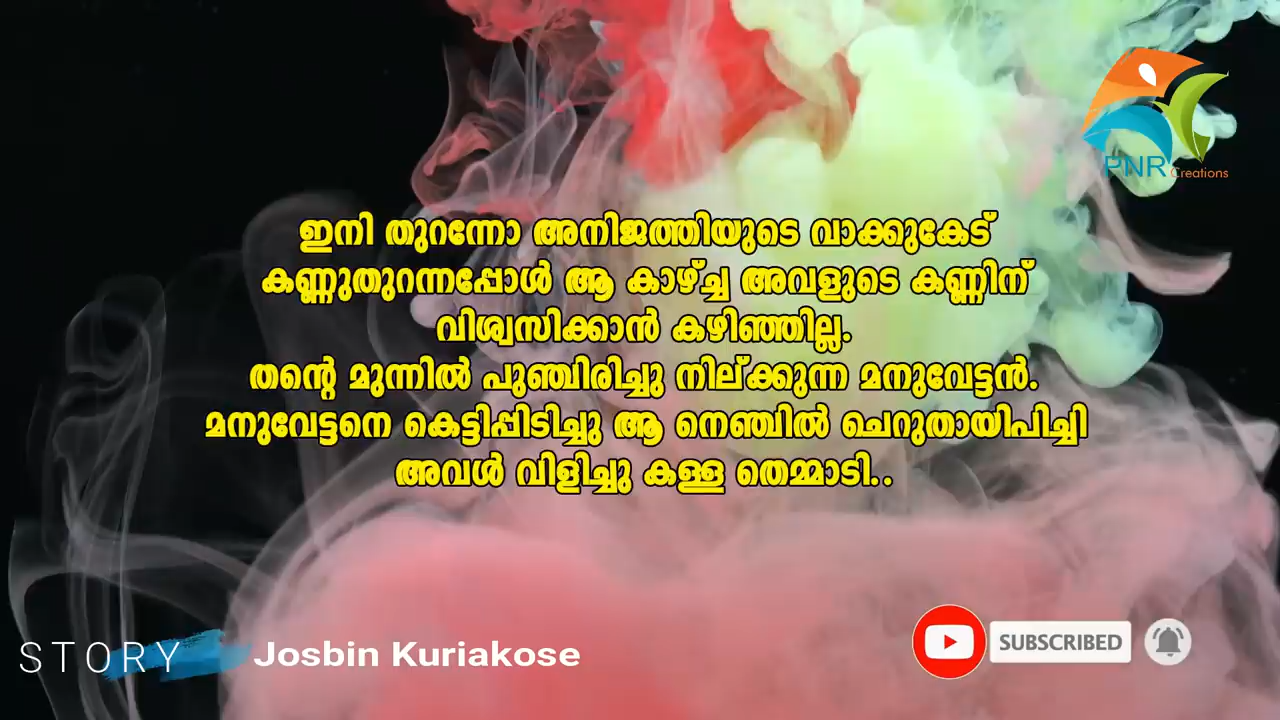 PNR Creations
ഇനി തുറന്നോ അനിജത്തിയുടെ വാക്കുകേട്
കണ്ണുതുറന്നപ്പോൾ ആ കാഴ്ച്ച അവളുടെ കണ്ണിന്
വിശ്വസിക്കാൻ കഴിഞ്ഞില്ല.
തന്റെ മൂന്നിൽ പുഞ്ചിരിച്ചു നില്ക്കുന്ന മനുവേട്ടൻ.
മനുവേട്ടനെ കെട്ടിപ്പിടിച്ചു ആ നെഞ്ചിൽ ചെറുതായിപിച്ചി
അവൾ വിളിച്ചു കള്ള തെമ്മാടി..
STORY Josbin Kuriakose
SUBSCRIBED